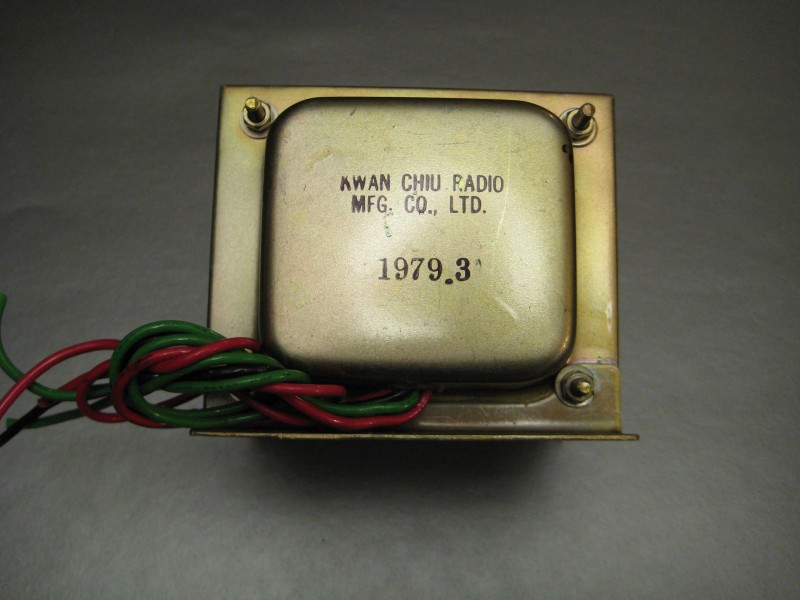 KWAN CHIU RADIO
MFG. CO., LTD.
1979.3